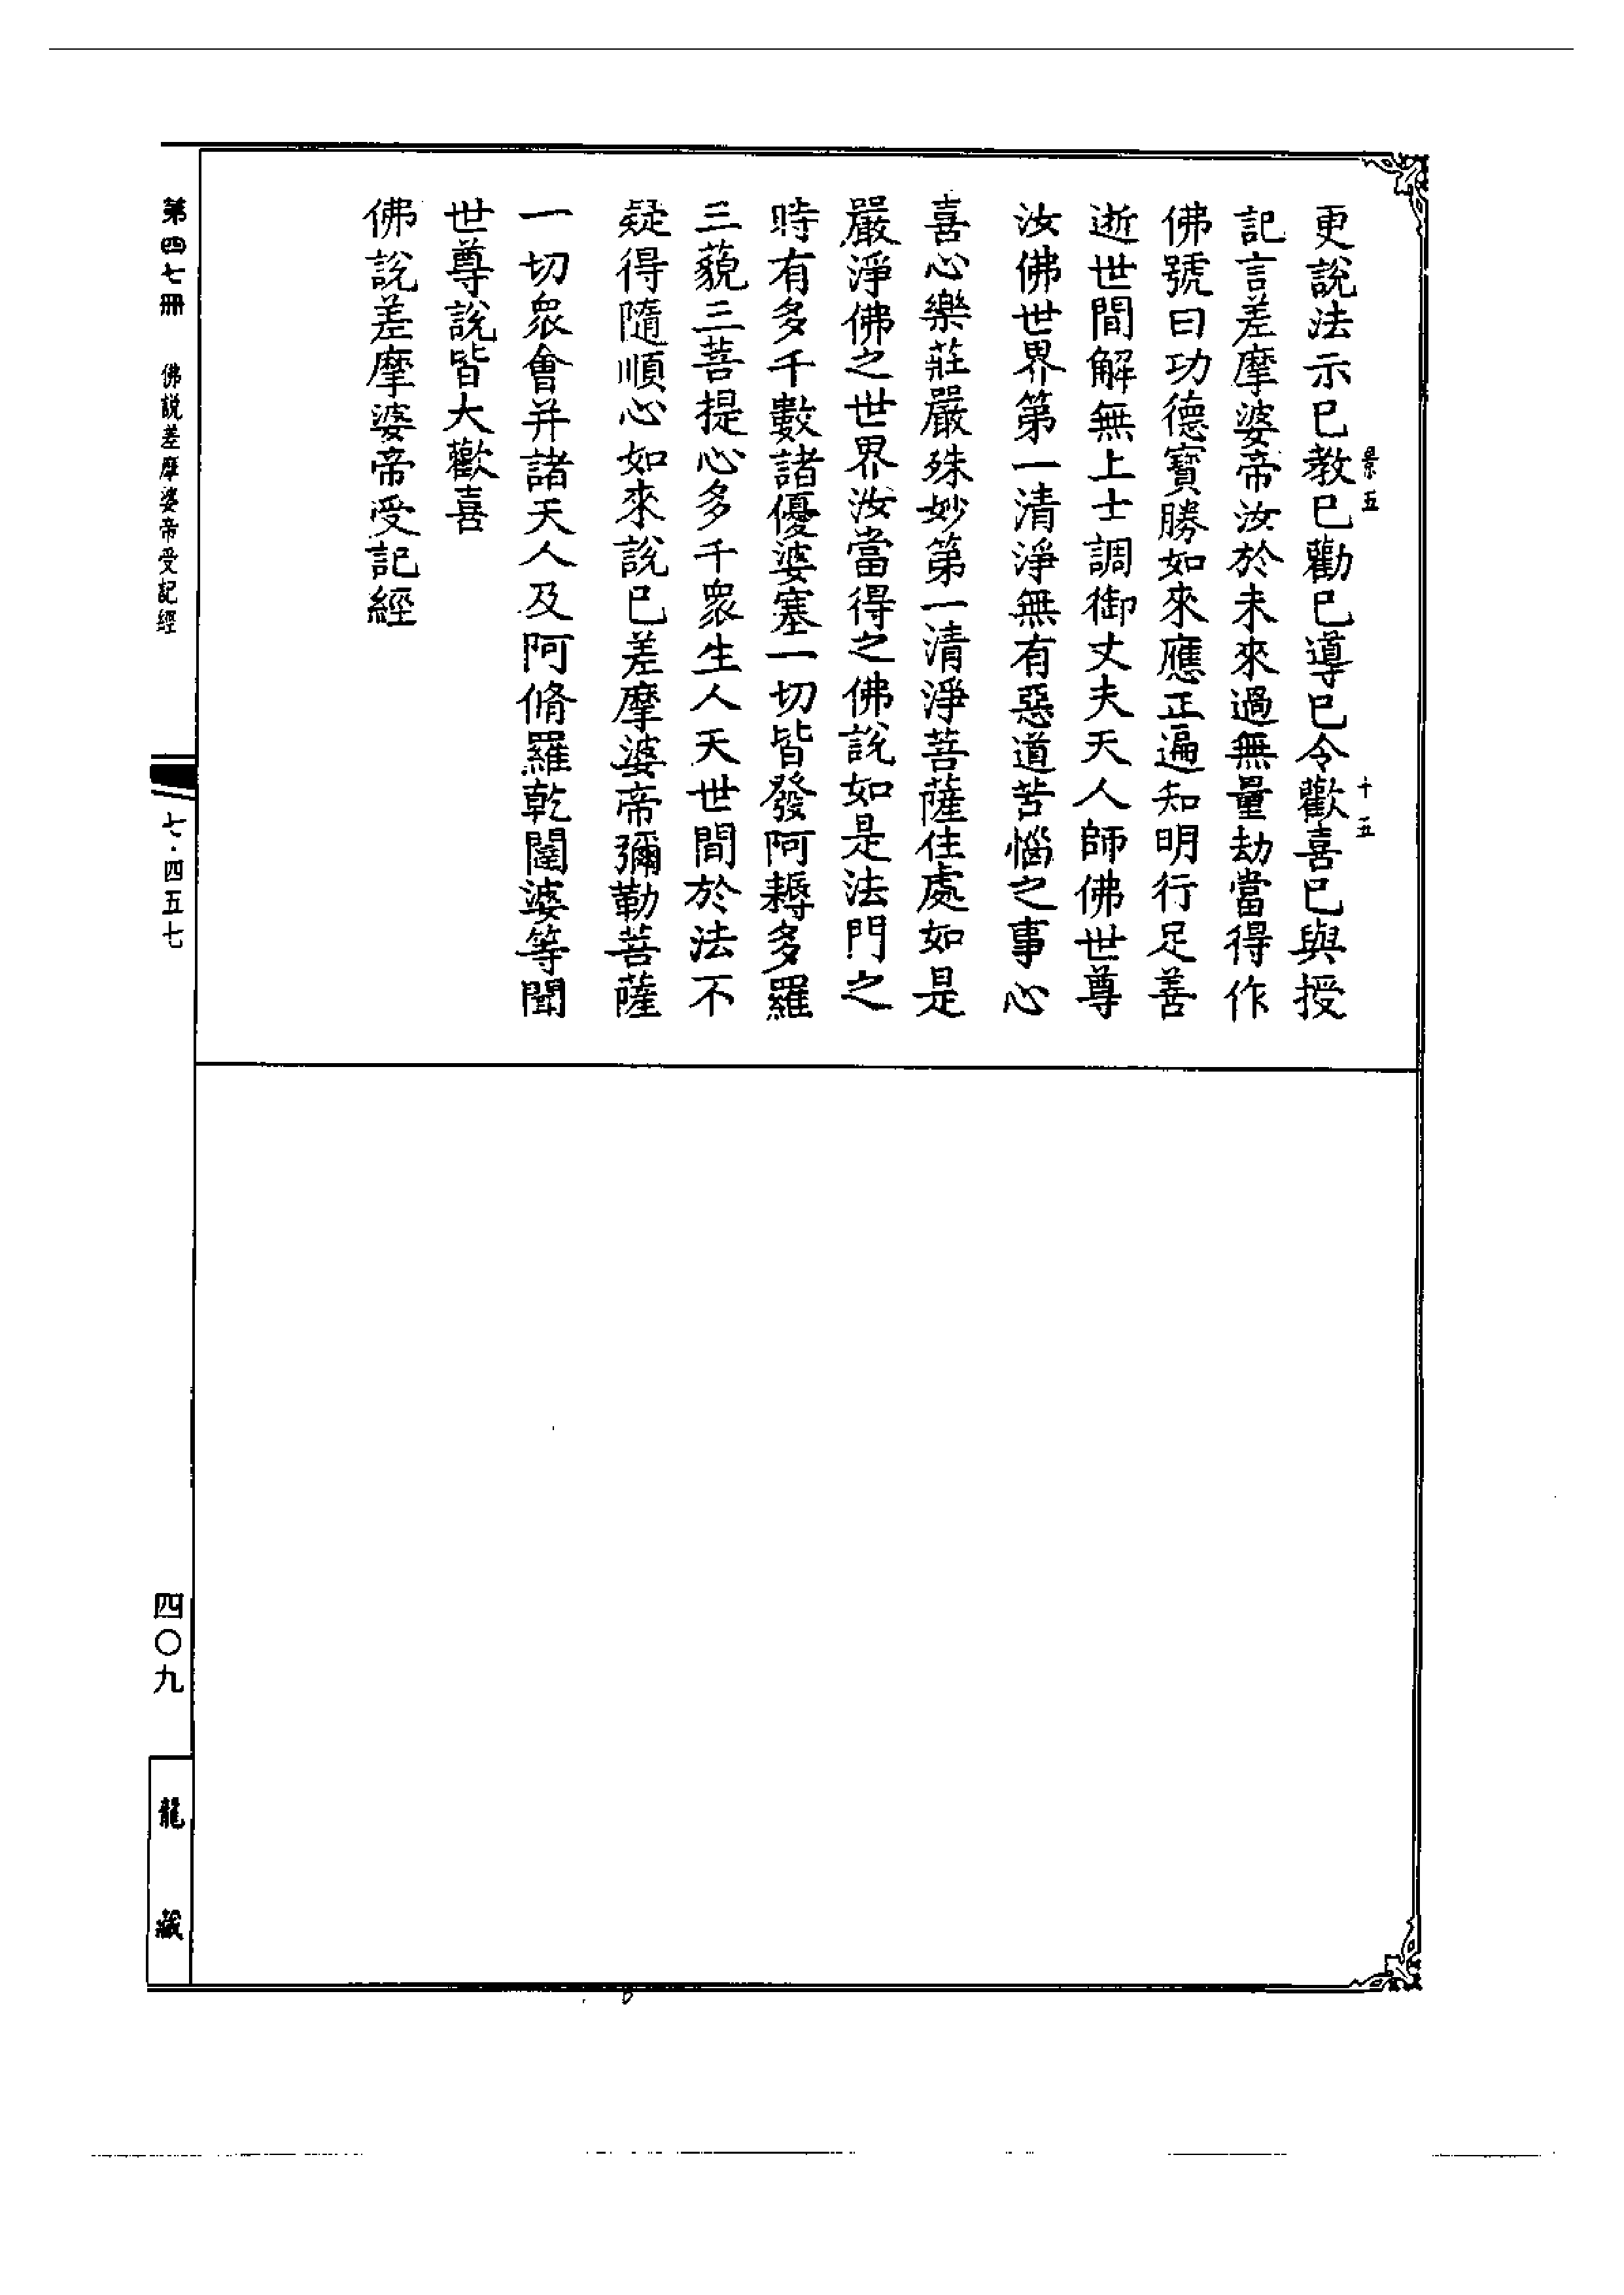 景五
十五
更說法示已教已勸已導已令歡喜已與授
記言差摩婆帝汝於未來過無量劫當得作
佛號曰功德寶勝如來應正遍知明行足善
逝世間解無上士調御丈夫天人師佛世尊
汝佛世界第一清淨無有惡道苦惱之事心
喜心樂莊嚴殊妙第一清淨菩薩住處如是
嚴淨佛之世界汝當得之佛說如是法門之
時有多千數諸優婆塞一切皆發阿耨多羅
三藐三菩提心多千衆生人天世間於法不
疑得隨順心如來說已差摩婆帝彌勒菩薩
一切衆會并諸天人及阿脩羅乾闥婆等聞
世尊說皆大歡喜
佛說差摩婆帝受記經
第四七冊 佛說差摩婆帝受記經
七·四五七
四〇九
龍藏